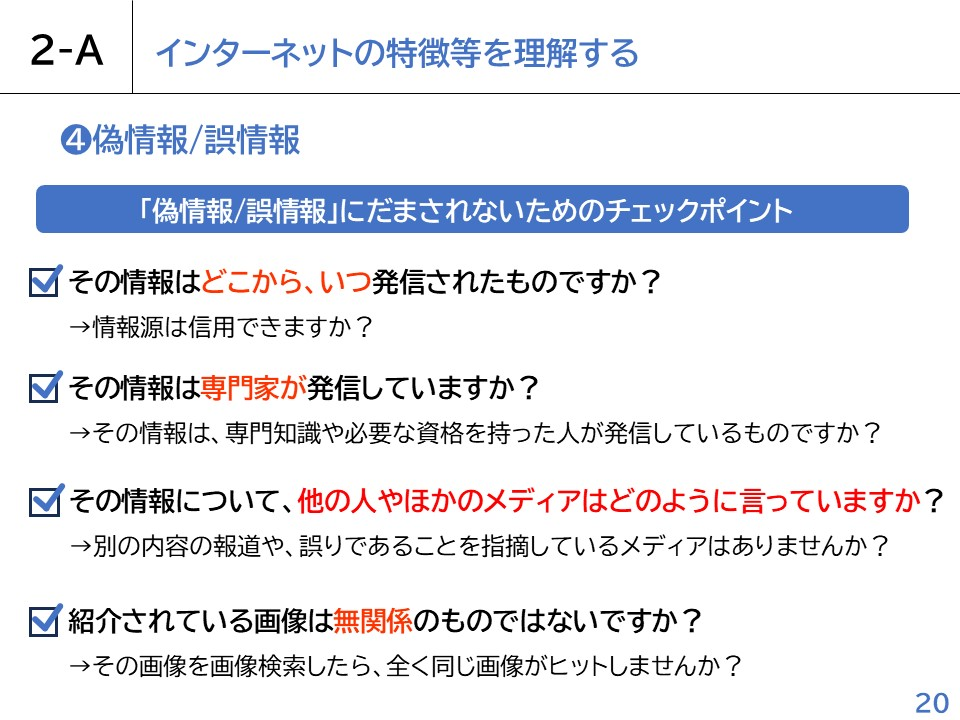 2-A
インターネットの特徴等を理解する
❹偽情報/誤情報
「偽情報/誤情報」にだまされないためのチェックポイント
その情報はどこから、いつ発信されたものですか？
→情報源は信用できますか？
その情報は専門家が発信していますか？
→その情報は、専門知識や必要な資格を持った人が発信しているものですか？
その情報について、他の人やほかのメディアはどのように言っていますか？
→別の内容の報道や、誤りであることを指摘しているメディアはありませんか？
紹介されている画像は無関係のものではないですか？
→その画像を画像検索したら、全く同じ画像がヒットしませんか？
20